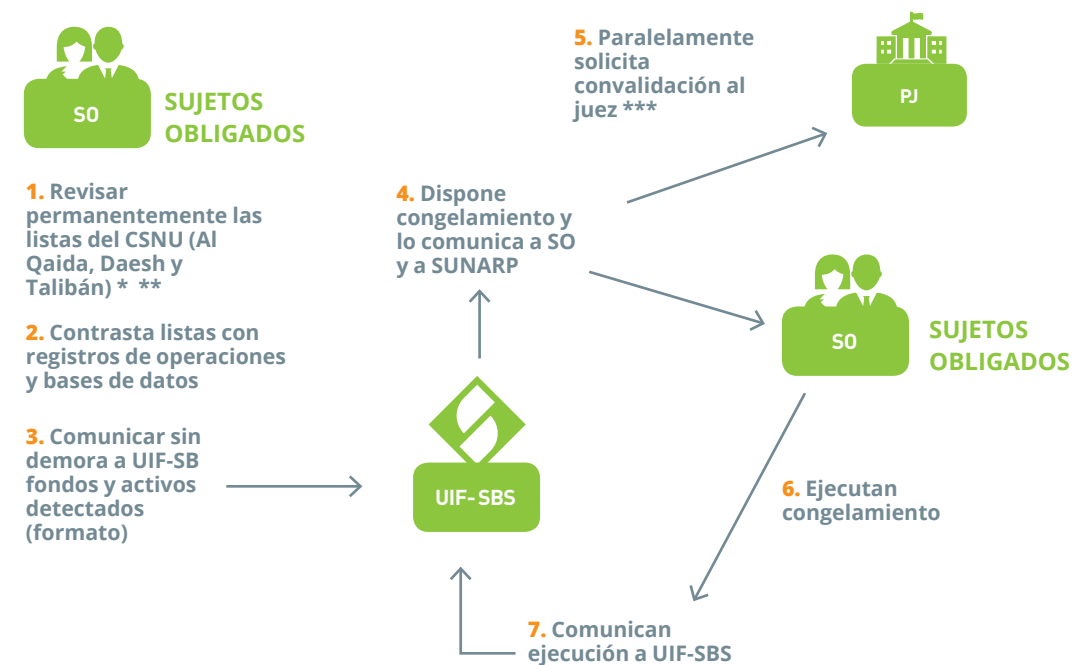 SO
SUJETOS
OBLIGADOS
1. Revisar
permanentemente las
listas del CSNU (Al
Qaida, Daesh y
Talibán) * **
2. Contrasta listas con
registros de operaciones
y bases de datos
3. Comunicar sin
demora a UIF-SB
fondos y activos
detectados
(formato)
UIF-SBS
4. Dispone
congelamiento y
lo comunica a SO
y a SUNARP
5. Paralelamente
solicita
convalidación al
juez ***
PJ
SO
SUJETOS
OBLIGADOS
6. Ejecutan
congelamiento
7. Comunican
ejecución a UIF-SBS